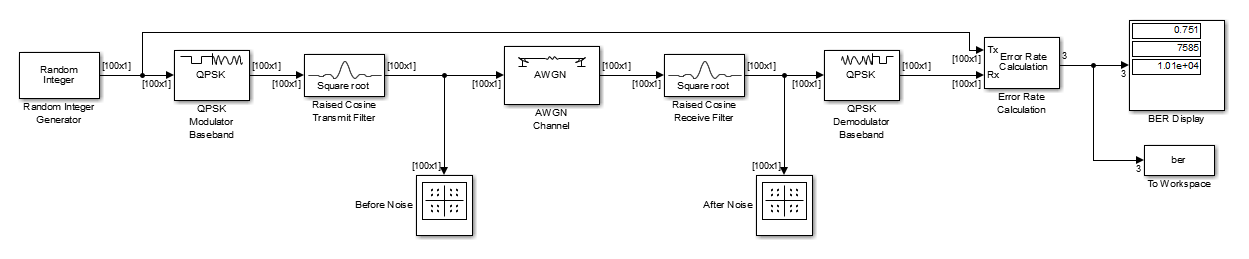 0.751
7585
1.01e+04
BER Display
Random
Integer
[100x1]
Random Integer
Generator
[100x1]
QPSK
[100x1]
QPSK
Modulator
Baseband
[100x1]
Square root
[100x1]
Raised Cosine
Transmit Filter
[100x1]
AWGN
[100x1]
AWGN
Channel
[100x1]
Square root
[100x1]
Raised Cosine
Receive Filter
[100x1]
QPSK
[100x1]
QPSK
Demodulator
Baseband
[100x1]
Tx
Rx
Error Rate
Calculation
[100x1]
3
Error Rate
Calculation
3
[100x1]
Before Noise
[100x1]
After Noise
3
ber
To Workspace